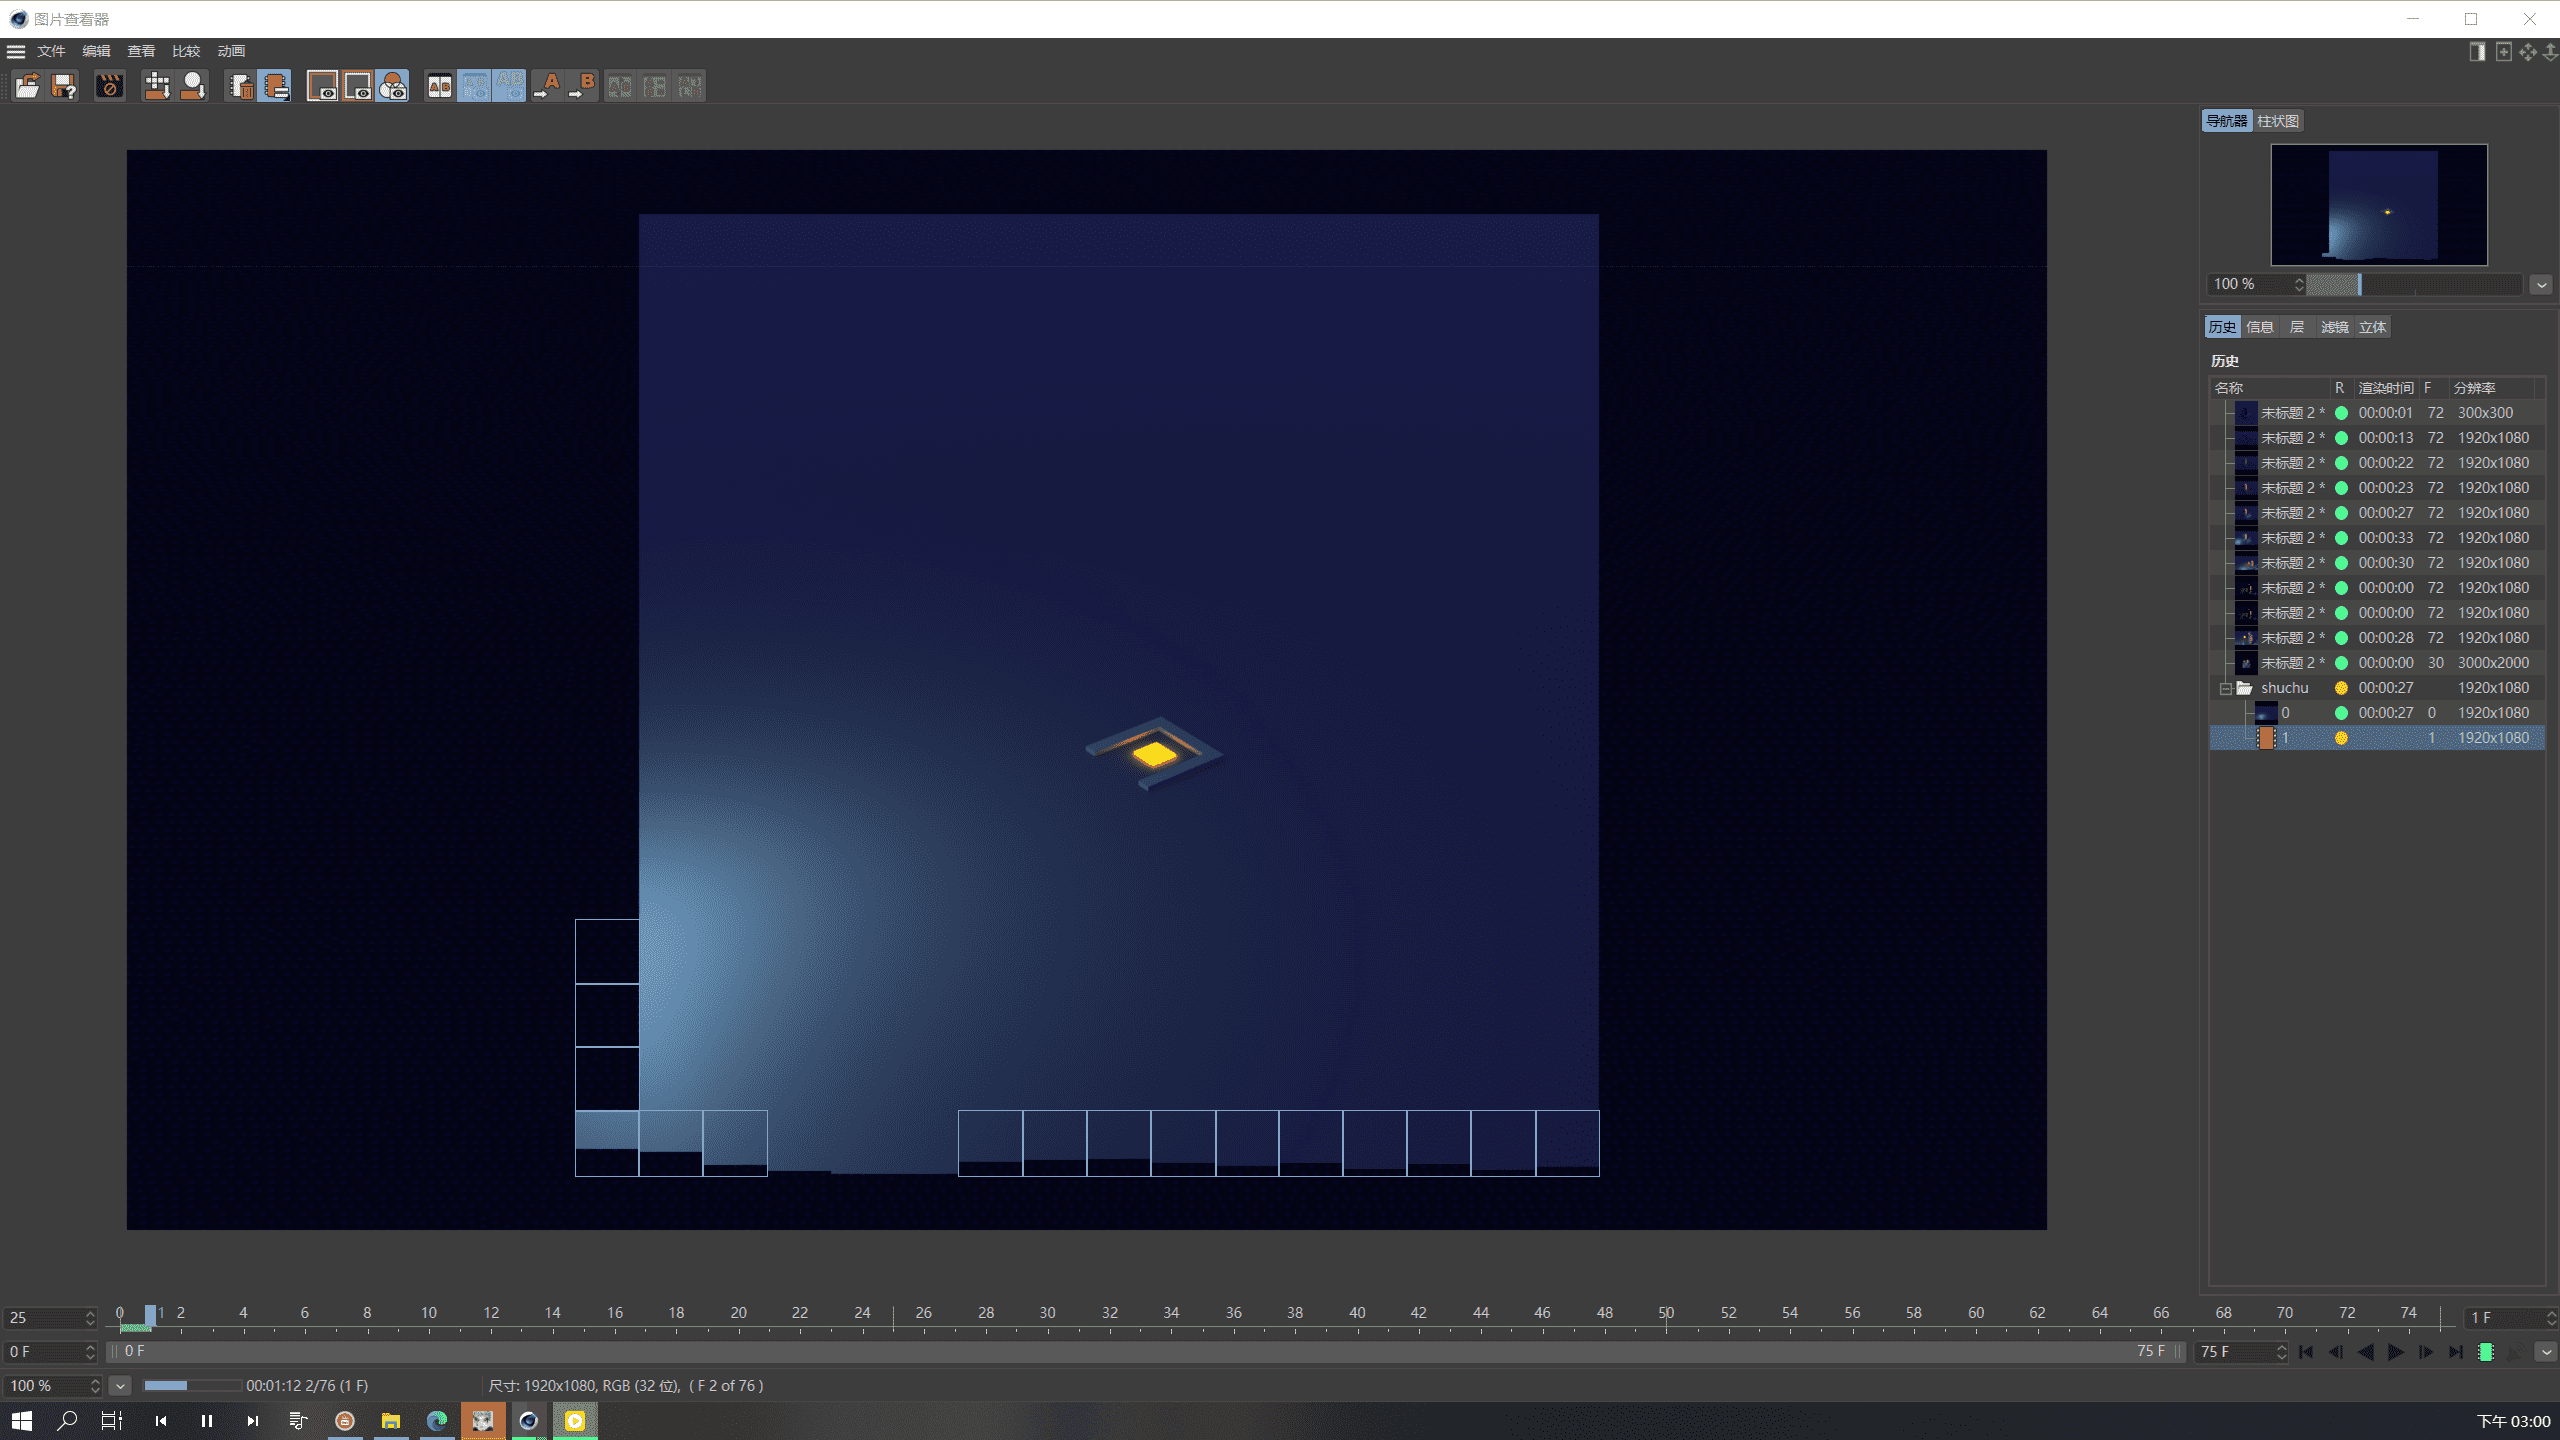 图片查看器
文件 编辑 查看 比较 动画
AB AB AB A B
导航器 柱状图
100 %
历史 信息 层 滤镜 立体
历史
名称 R 渲染时间 F 分辨率
未标题 2 * 00:00:01 72 300x300
未标题 2 * 00:00:13 72 1920x1080
未标题 2 * 00:00:22 72 1920x1080
未标题 2 * 00:00:23 72 1920x1080
未标题 2 * 00:00:27 72 1920x1080
未标题 2 * 00:00:33 72 1920x1080
未标题 2 * 00:00:30 72 1920x1080
未标题 2 * 00:00:00 72 1920x1080
未标题 2 * 00:00:00 72 1920x1080
未标题 2 * 00:00:28 72 1920x1080
未标题 2 * 00:00:00 30 3000x2000
shuchu 00:00:27 1920x1080
0 00:00:27 0 1920x1080
1 1 1920x1080
25 0 1 2 4 6 8 10 12 14 16 18 20 22 24 26 28 30 32 34 36 38 40 42 44 46 48 50 52 54 56 58 60 62 64 66 68 70 72 74 1 F
0 F 0 F 75 F 75 F
100 % 00:01:12 2/76 (1 F) 尺寸: 1920x1080, RGB (32 位), ( F 2 of 76 )
下午 03:00